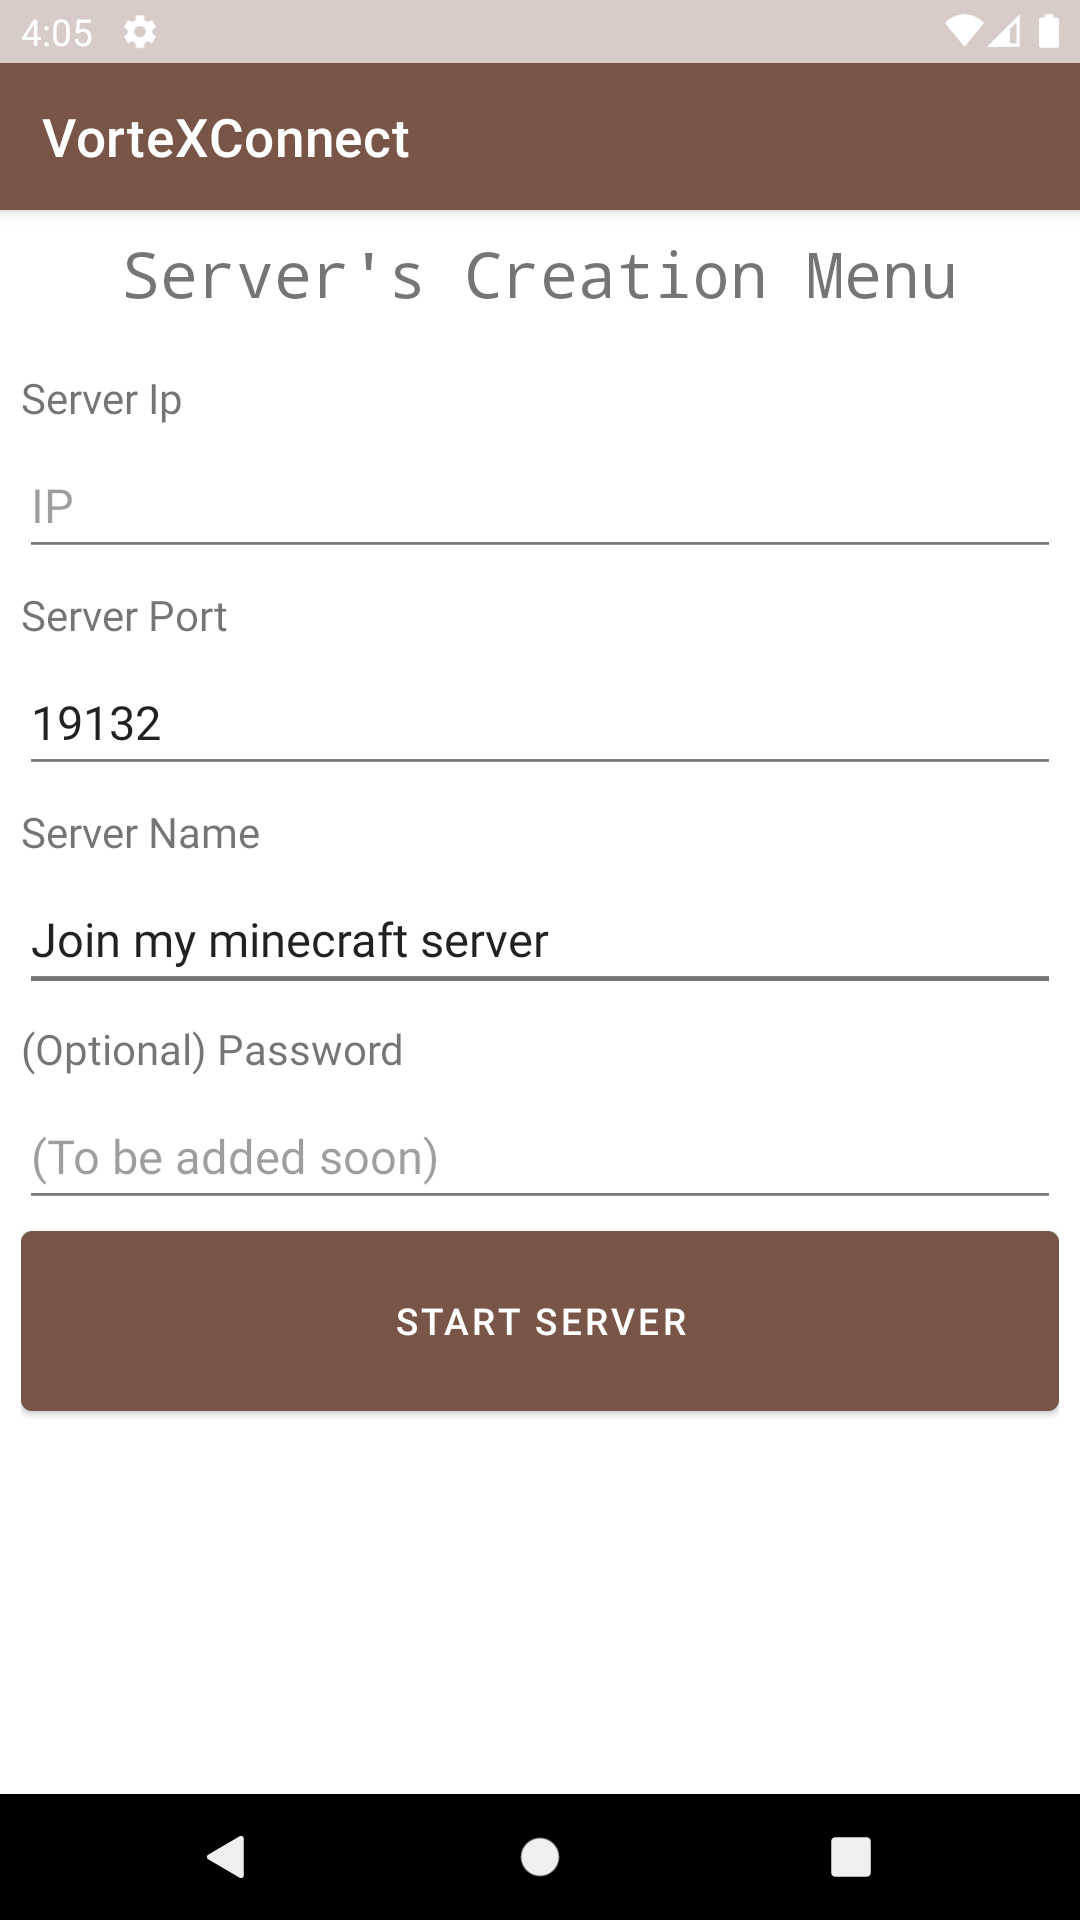 4:05
VorteXConnect
Server's Creation Menu
Server Ip
IP
Server Port
19132
Server Name
Join my minecraft server
(Optional) Password
(To be added soon)
START SERVER